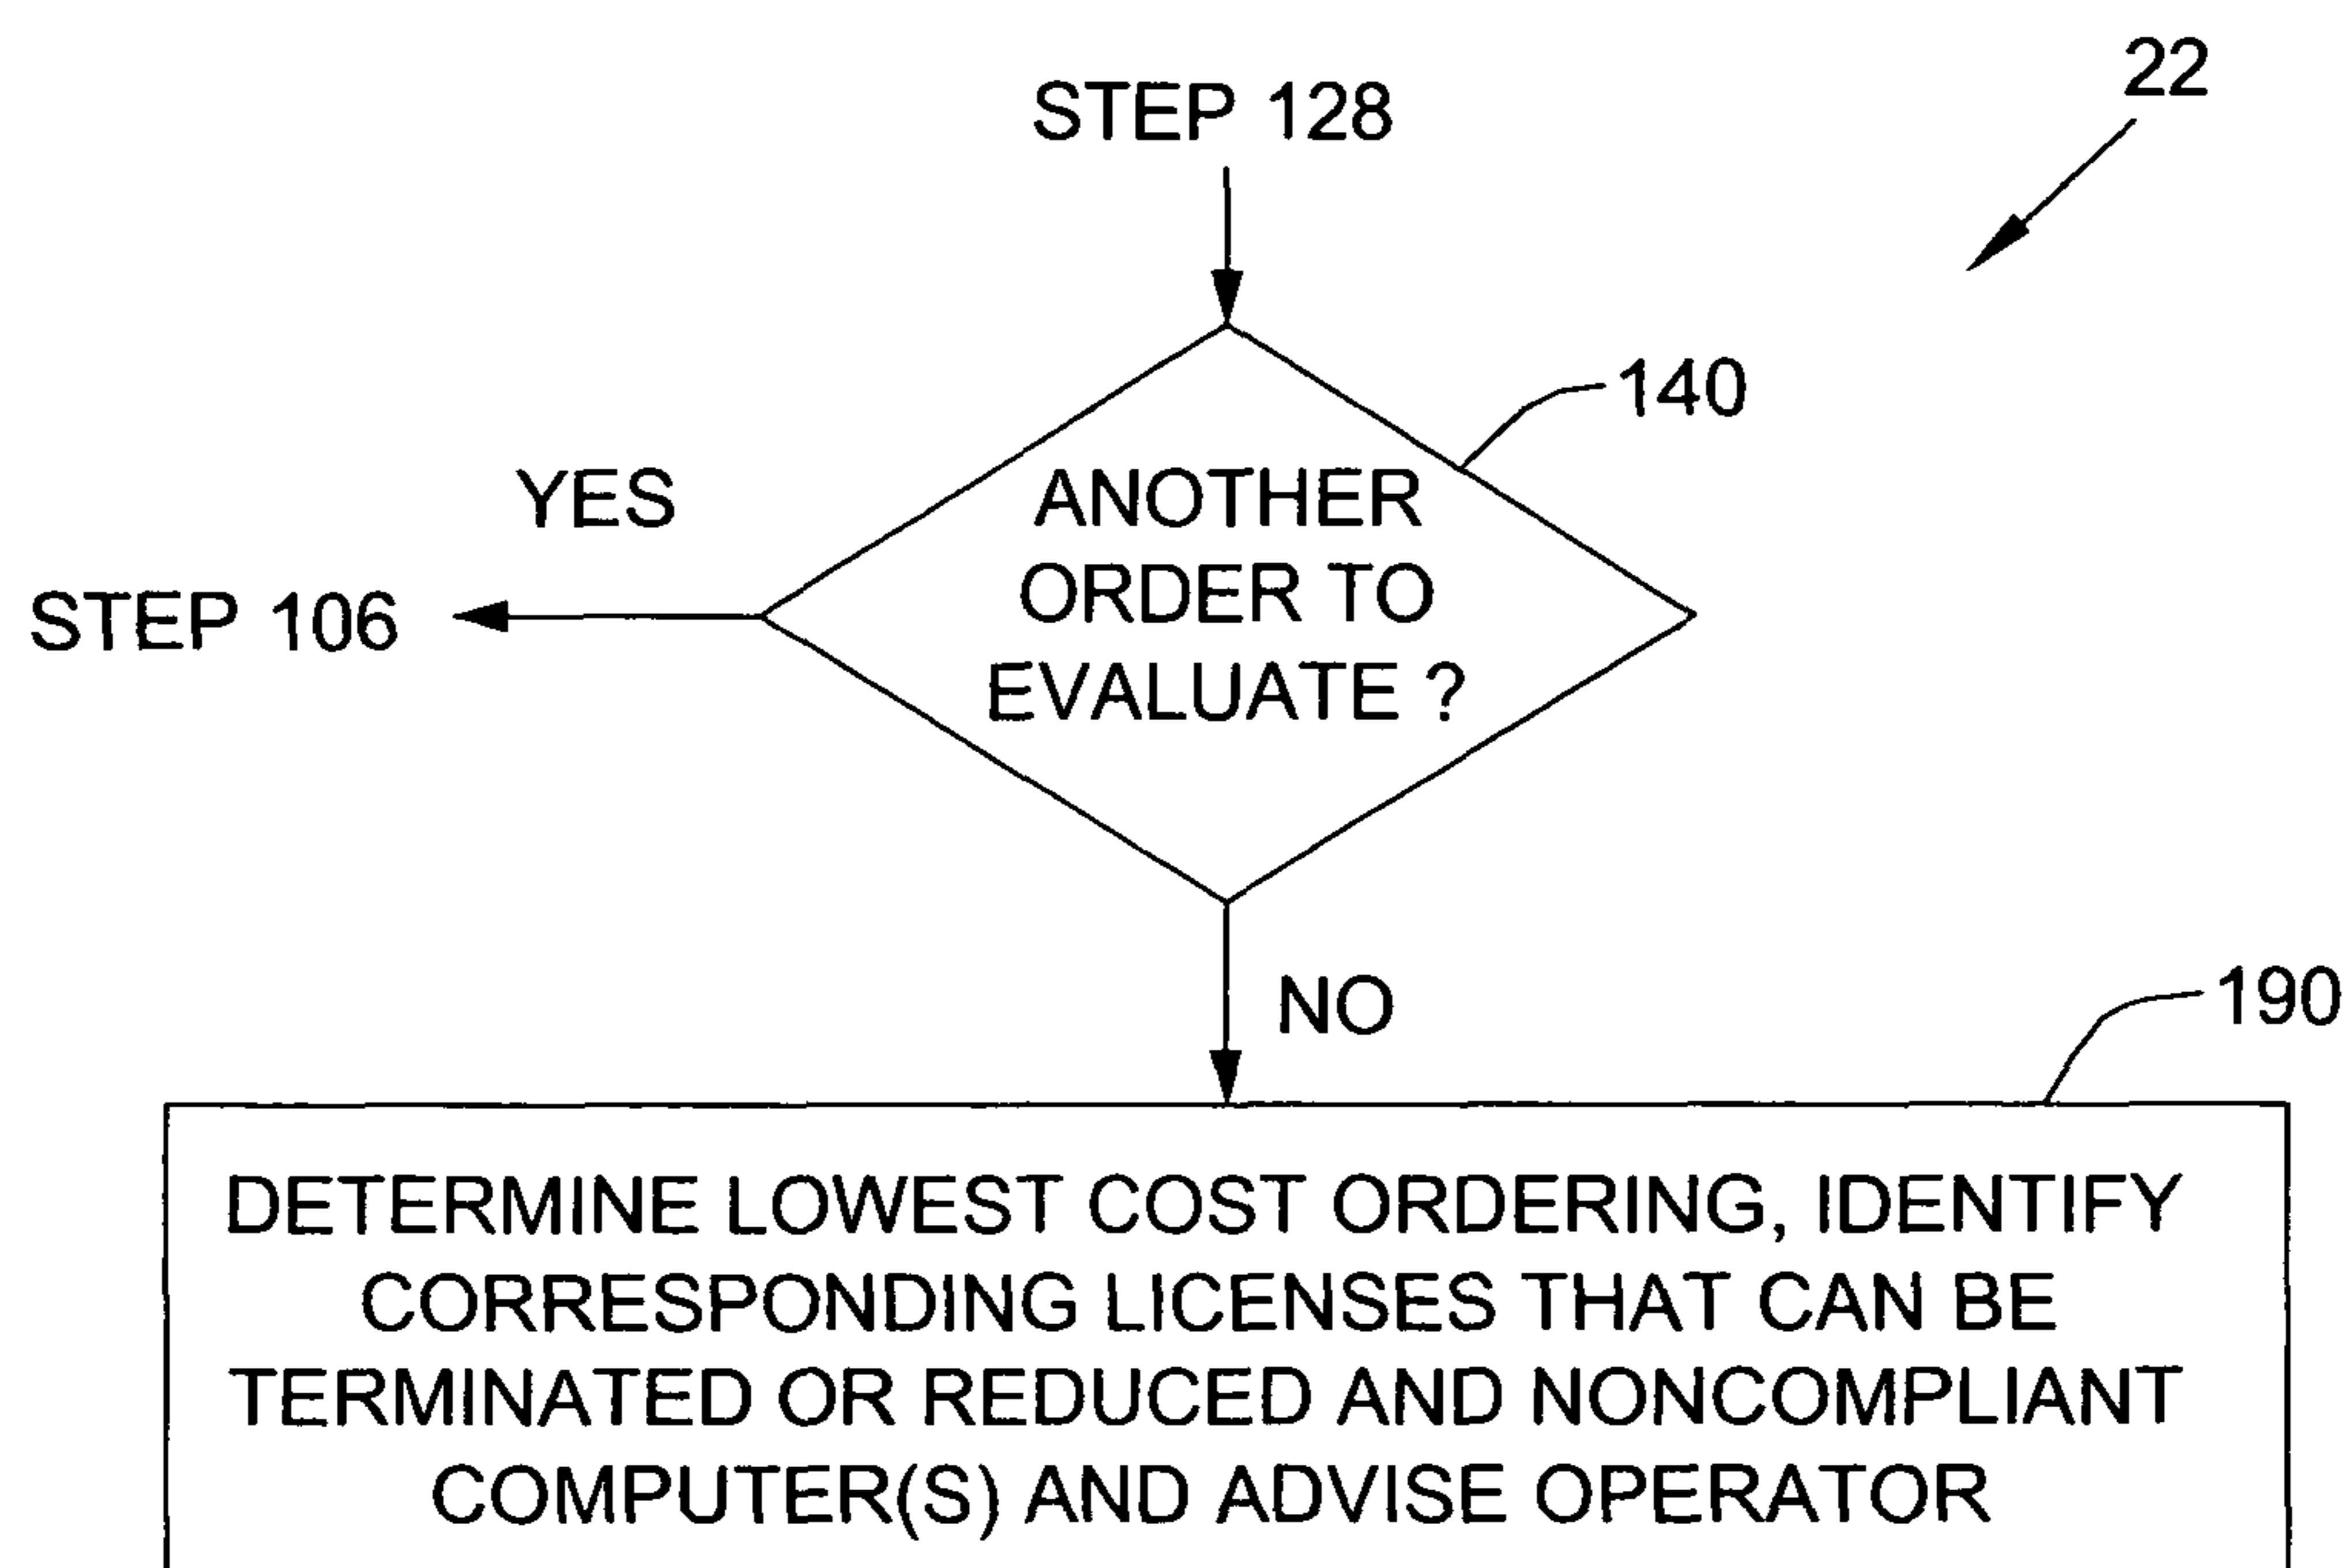 22
STEP 128
140
YES
ANOTHER
ORDER TO
EVALUATE ?
STEP 106
NO
190
DETERMINE LOWEST COST ORDERING, IDENTIFY
CORRESPONDING LICENSES THAT CAN BE
TERMINATED OR REDUCED AND NONCOMPLIANT
COMPUTER(S) AND ADVISE OPERATOR